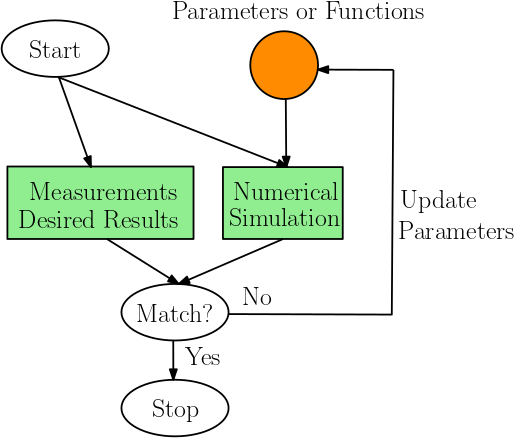 Parameters or Functions
Start
Measurements
Desired Results
Numerical
Simulation
Update
Parameters
Match?
No
Yes
Stop